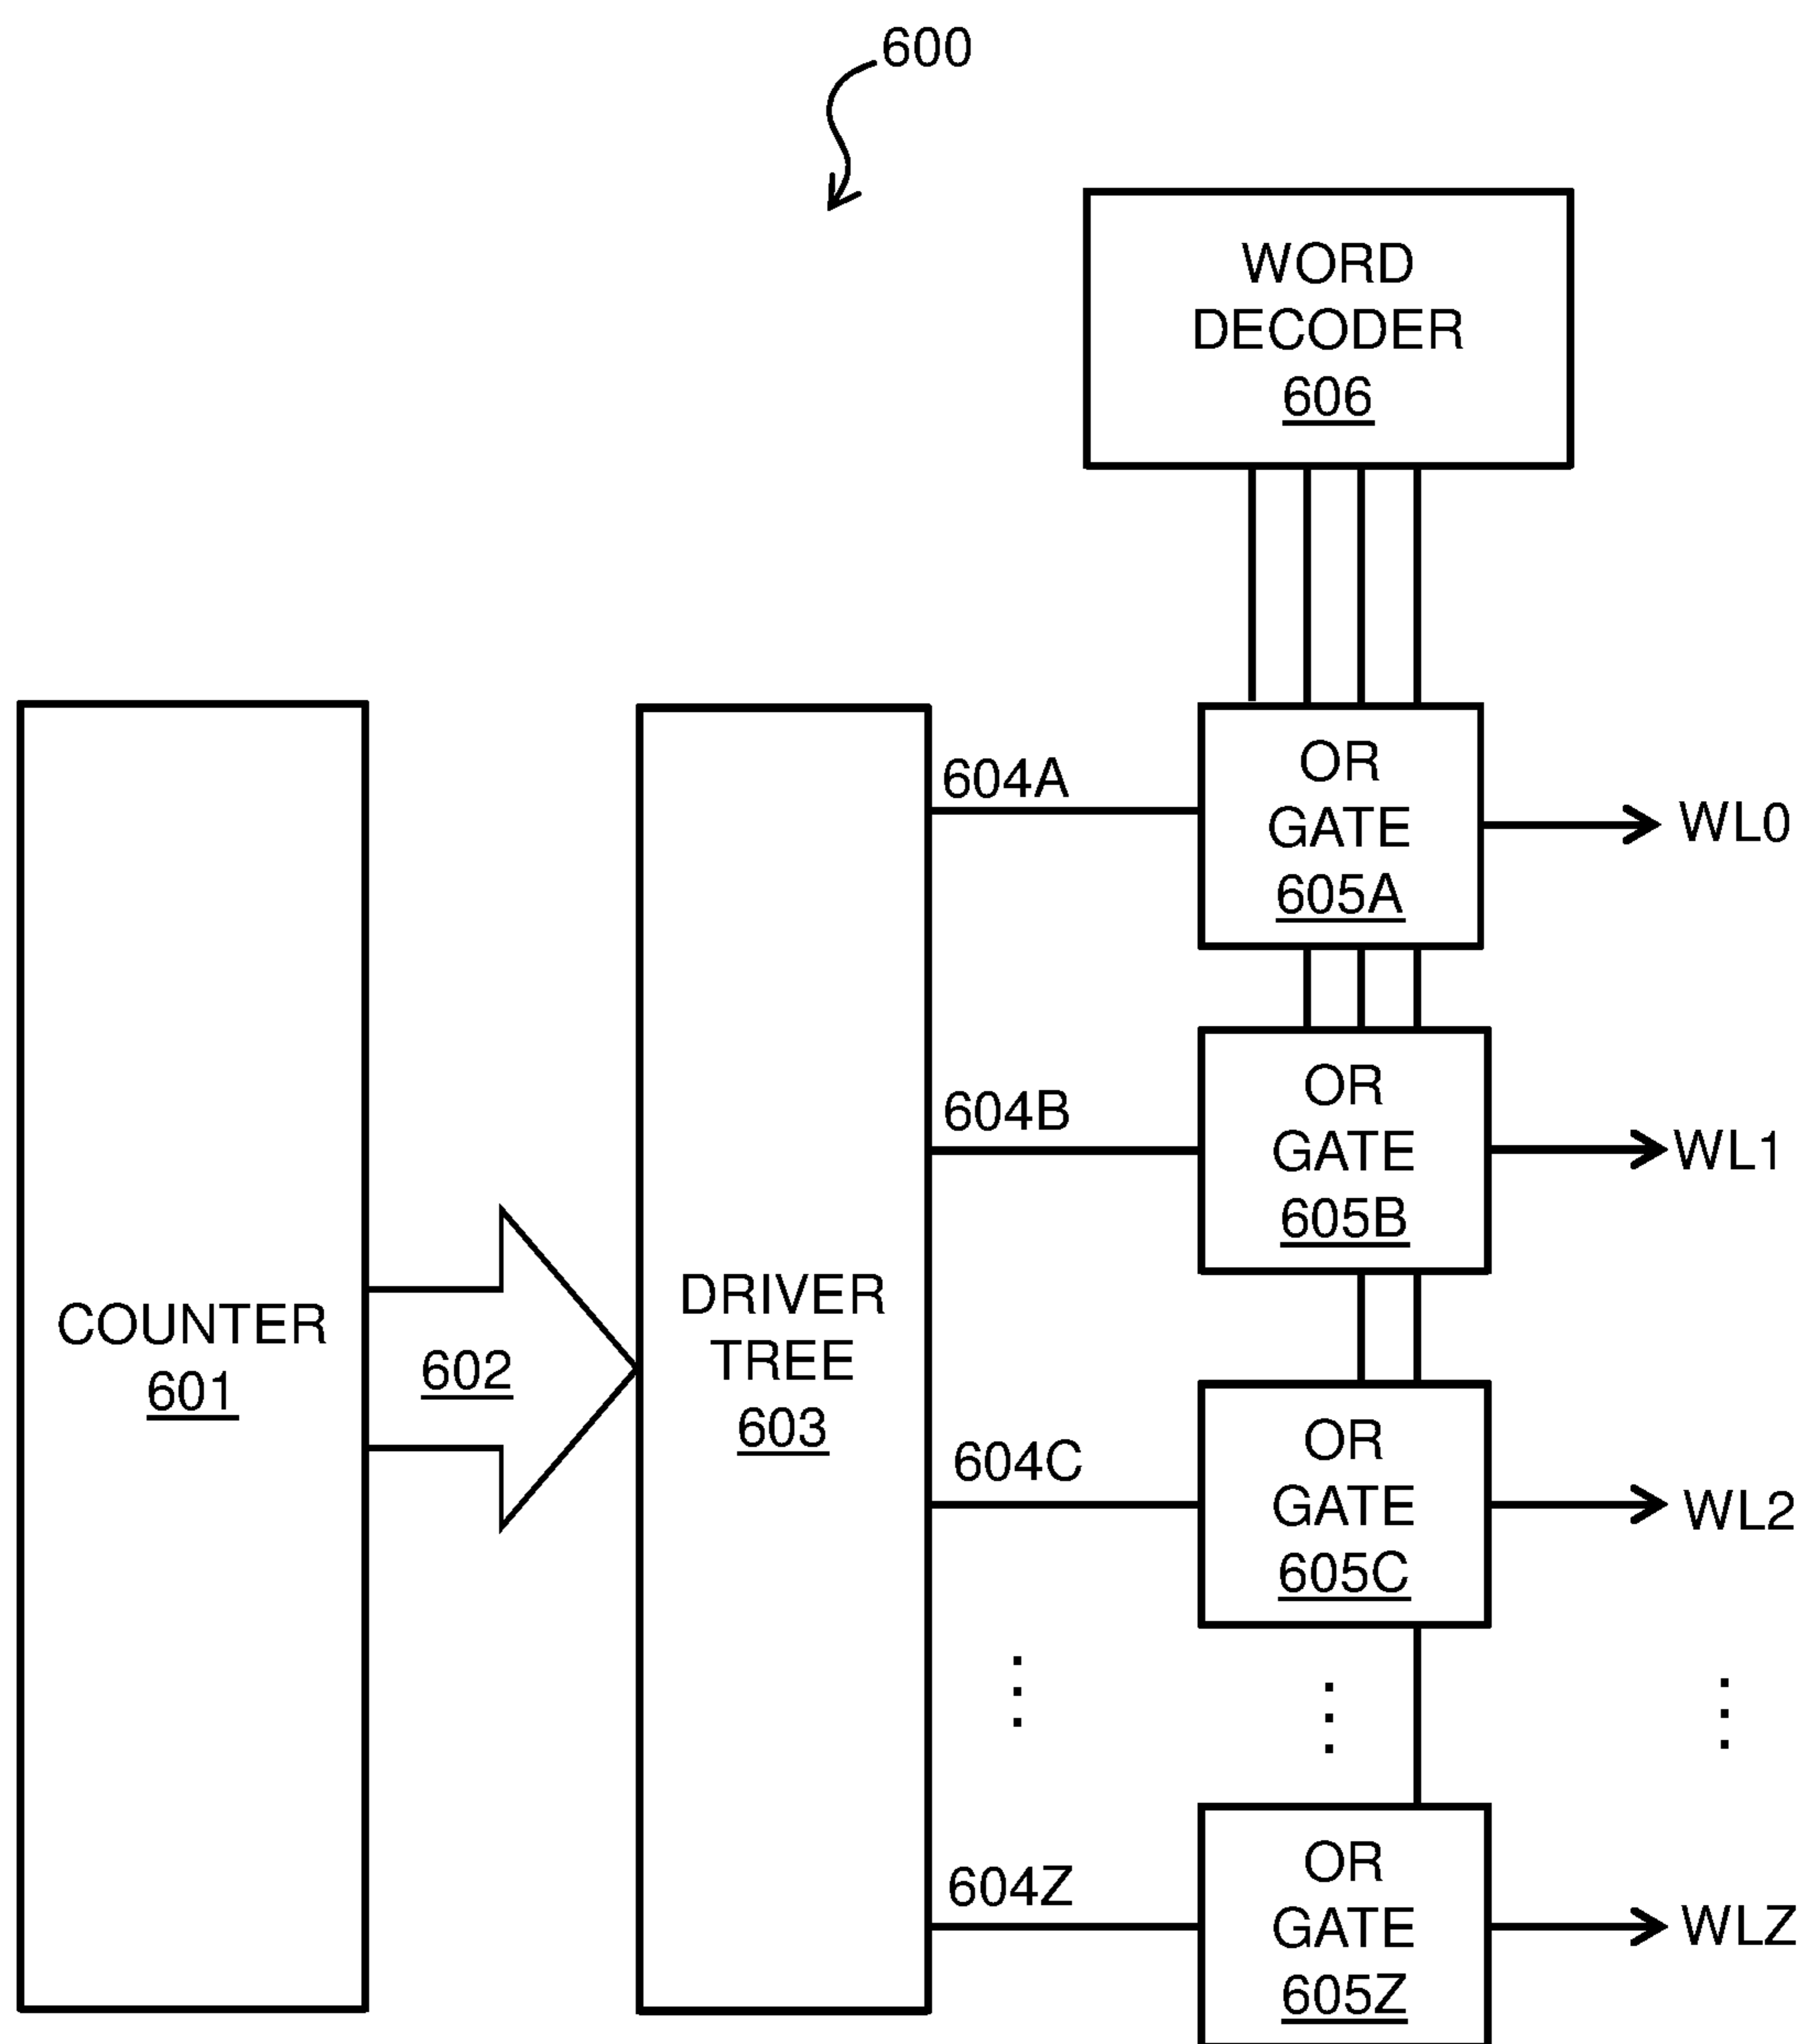 600
WORD
DECODER
606
604A
OR
GATE
605A
WL0
604B
OR
GATE
605B
WL1
COUNTER
601
602
DRIVER
TREE
603
604C
OR
GATE
605C
WL2
604Z
OR
GATE
605Z
WLZ